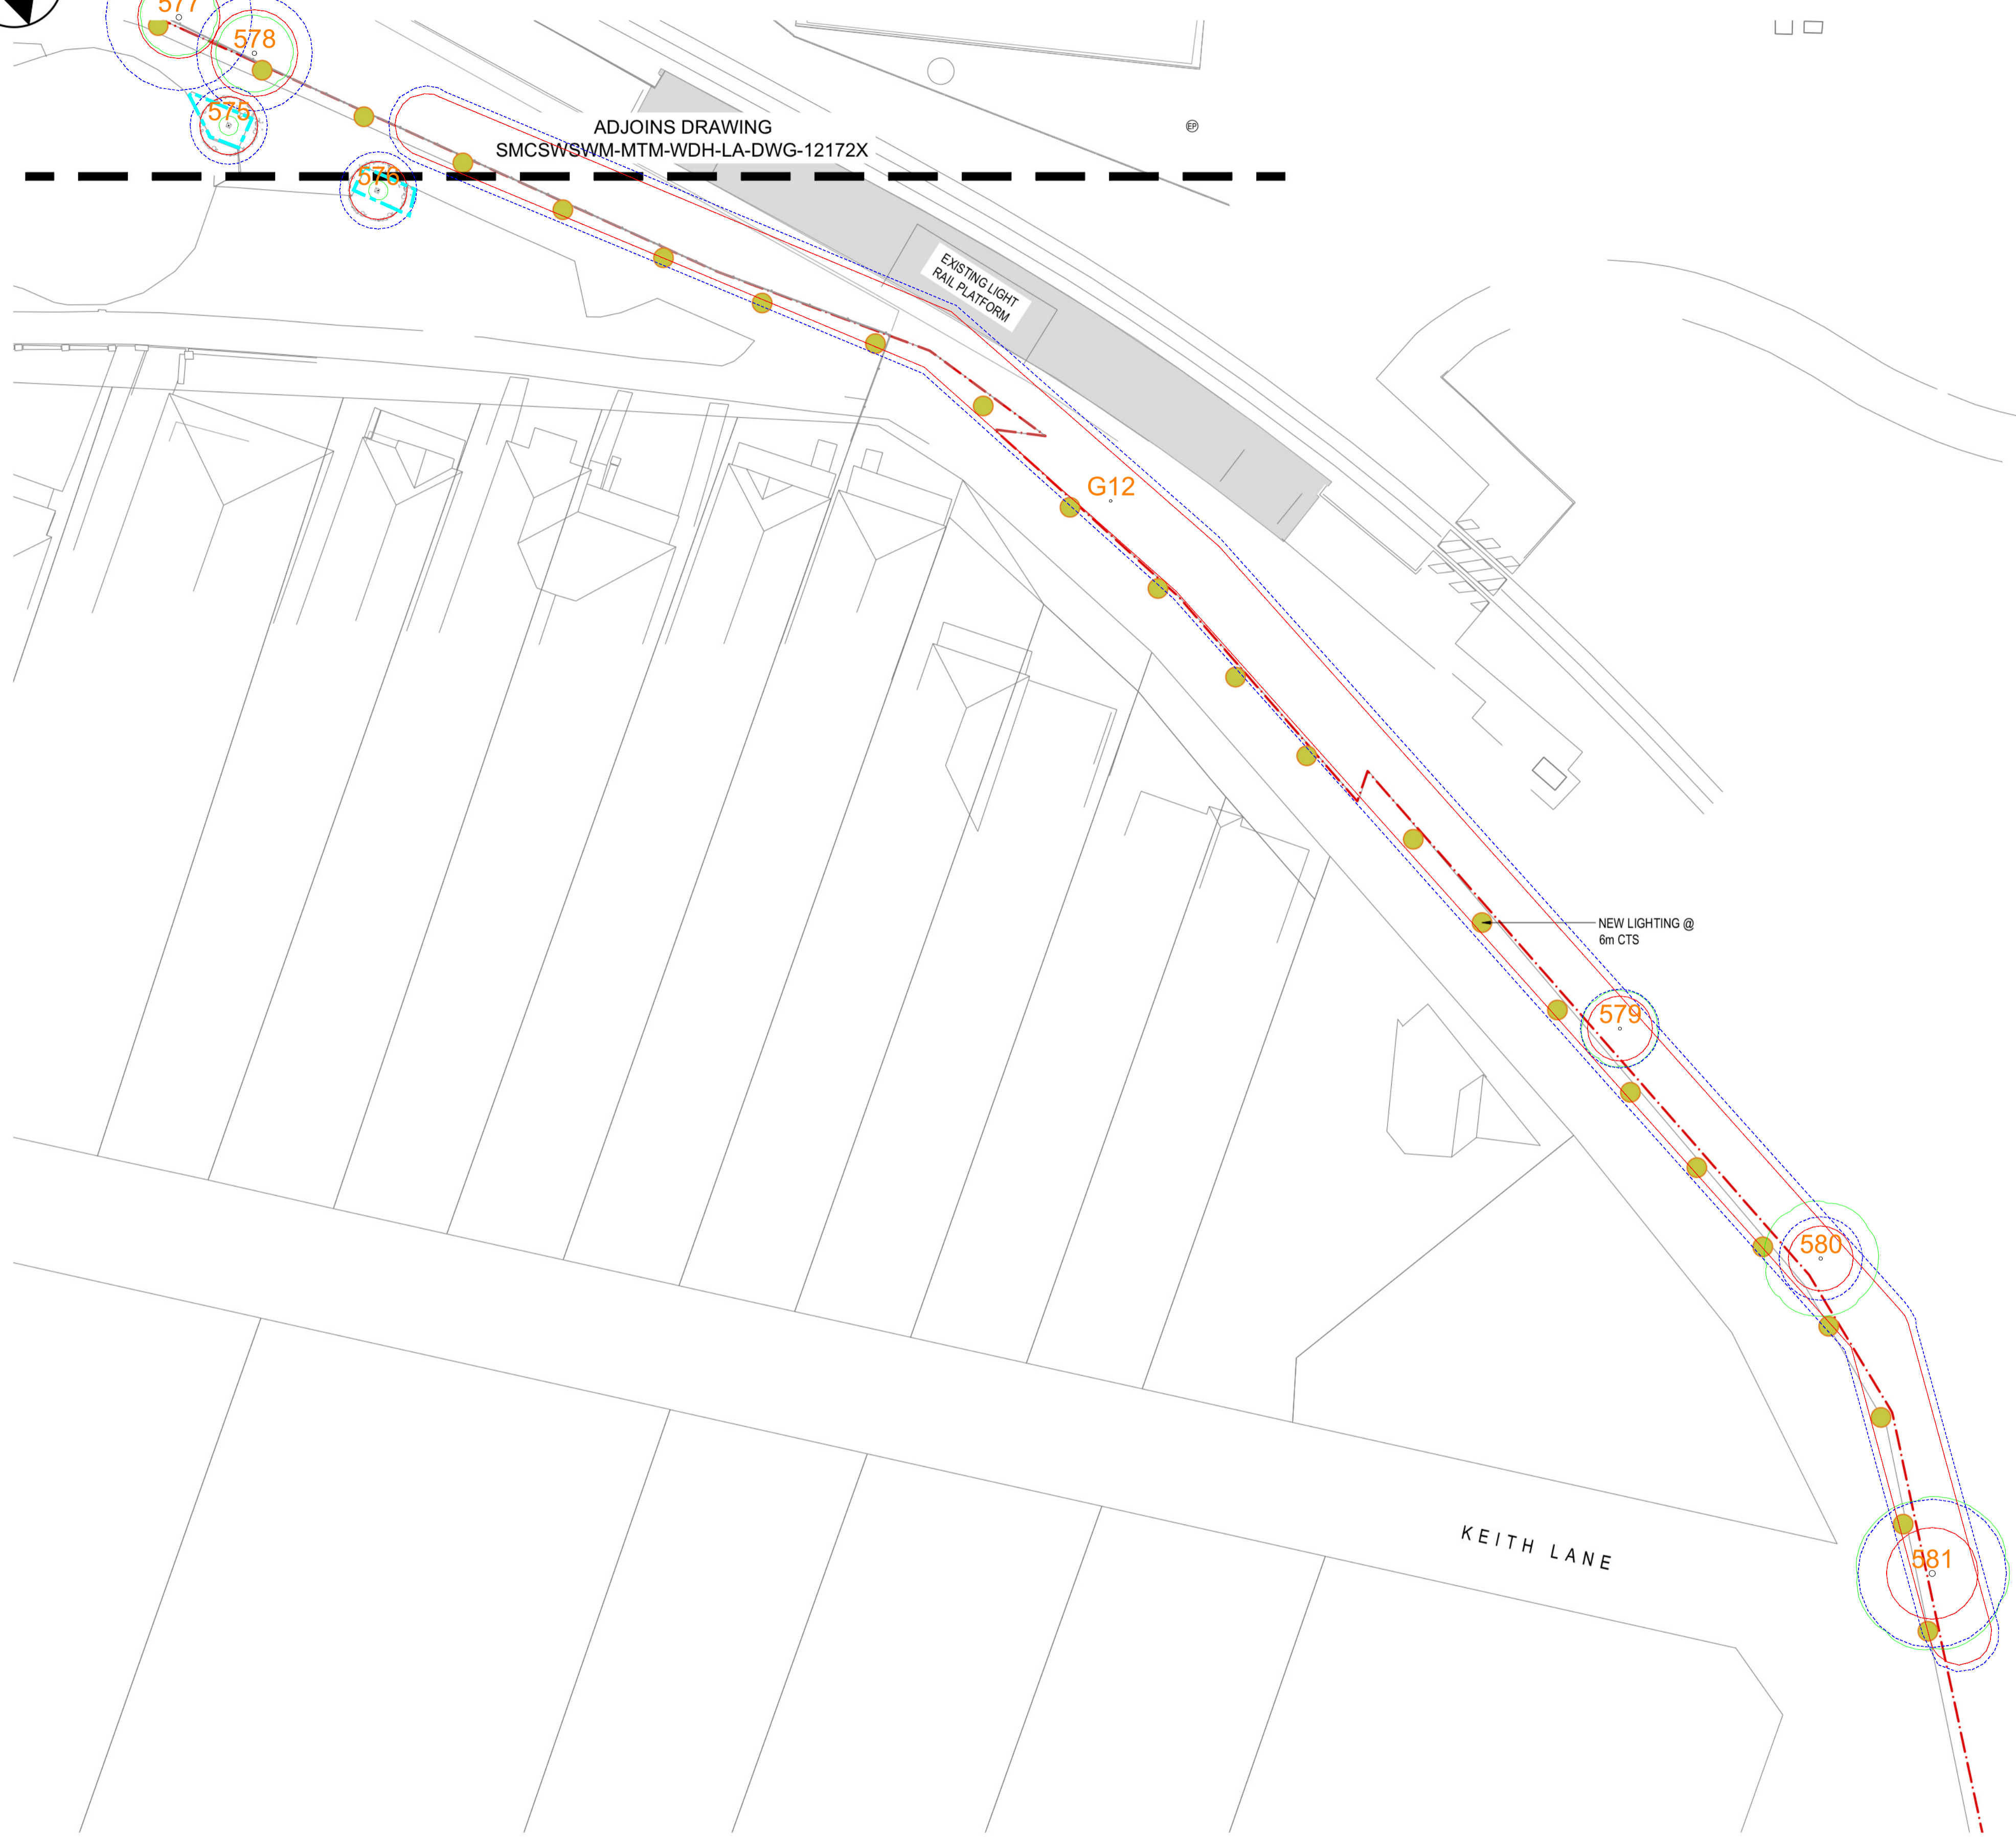 577
578
575
ADJOINS DRAWING
SMCSWSWM-MTM-WDH-LA-DWG-12172X
EP
576
EXISTING LIGHT
RAIL PLATFORM
G12
NEW LIGHTING @
6m CTS
579
580
KEITH LANE
581